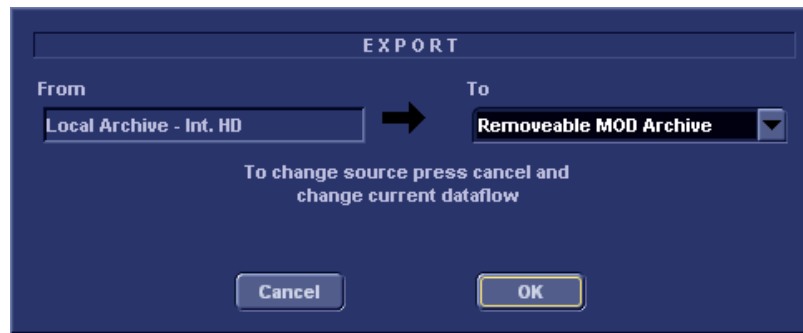 EXPORT
From
To
Local Archive - Int. HD
Removeable MOD Archive
To change source press cancel and
change current dataflow
Cancel
OK